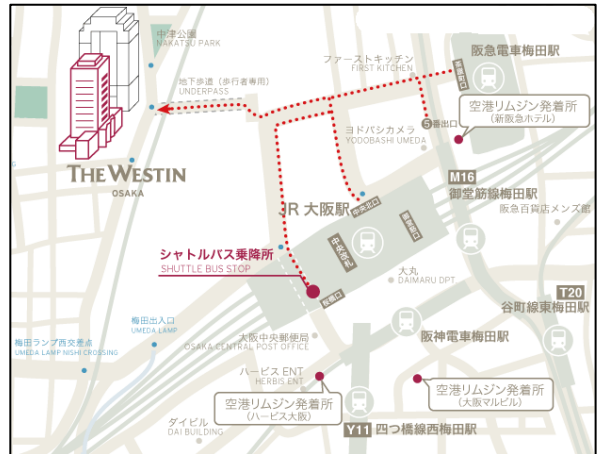 中津公園
NAKATSU PARK
地下歩道（歩行者専用）
UNDERPASS
THE WESTIN
OSAKA
ファーストキッチン
FIRST KITCHEN
阪急電車梅田駅
茶屋町口
5番出口
空港リムジン発着所
（新阪急ホテル）
ヨドバシカメラ
YODOBASHI UMEDA
M16
御堂筋線梅田駅
阪急百貨店メンズ館
JR 大阪駅
中央北口
御堂筋口
中央改札
桜橋口
シャトルバス乗降所
SHUTTLE BUS STOP
大丸
DAIMARU DPT
T20
谷町線東梅田駅
梅田出入口
UMEDA LAMP
梅田ランプ西交差点
UMEDA LAMP NISHI CROSSING
大阪中央郵便局
OSAKA CENTRAL POST OFFICE
阪神電車梅田駅
ハービス ENT
HERBIS ENT
空港リムジン発着所
（ハービス大阪）
空港リムジン発着所
（大阪マルビル）
ダイビル
DAI BUILDING
Y11 四つ橋線西梅田駅